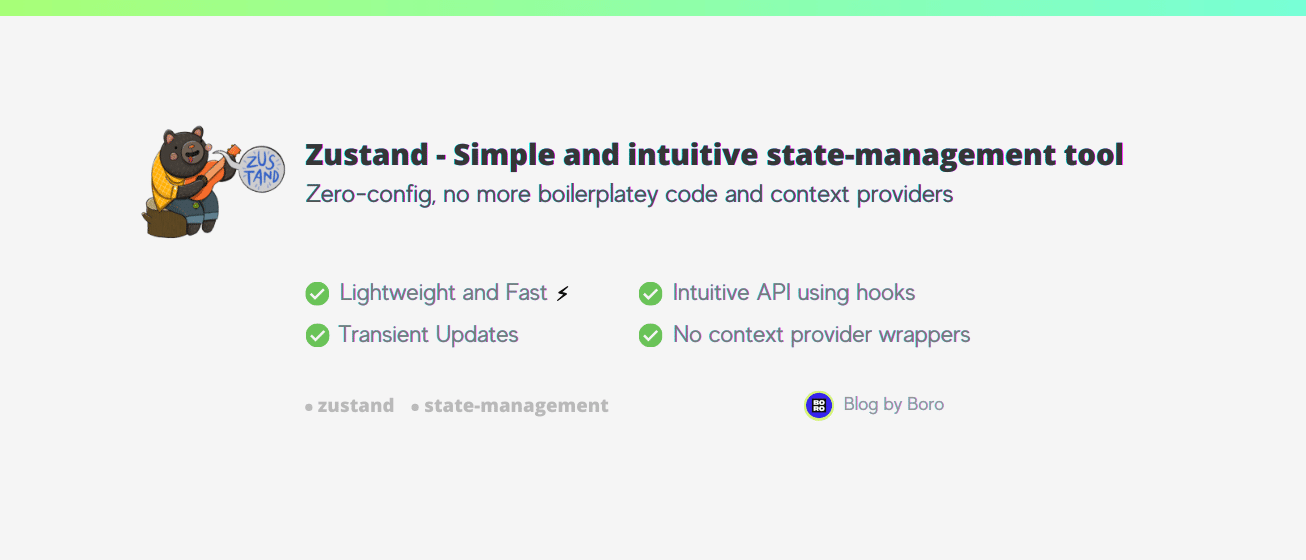 ZUS
TAND
Zustand - Simple and intuitive state-management tool
Zero-config, no more boilerplatey code and context providers
Lightweight and Fast ⚡
Intuitive API using hooks
Transient Updates
No context provider wrappers
• zustand • state-management
BO
RO
Blog by Boro